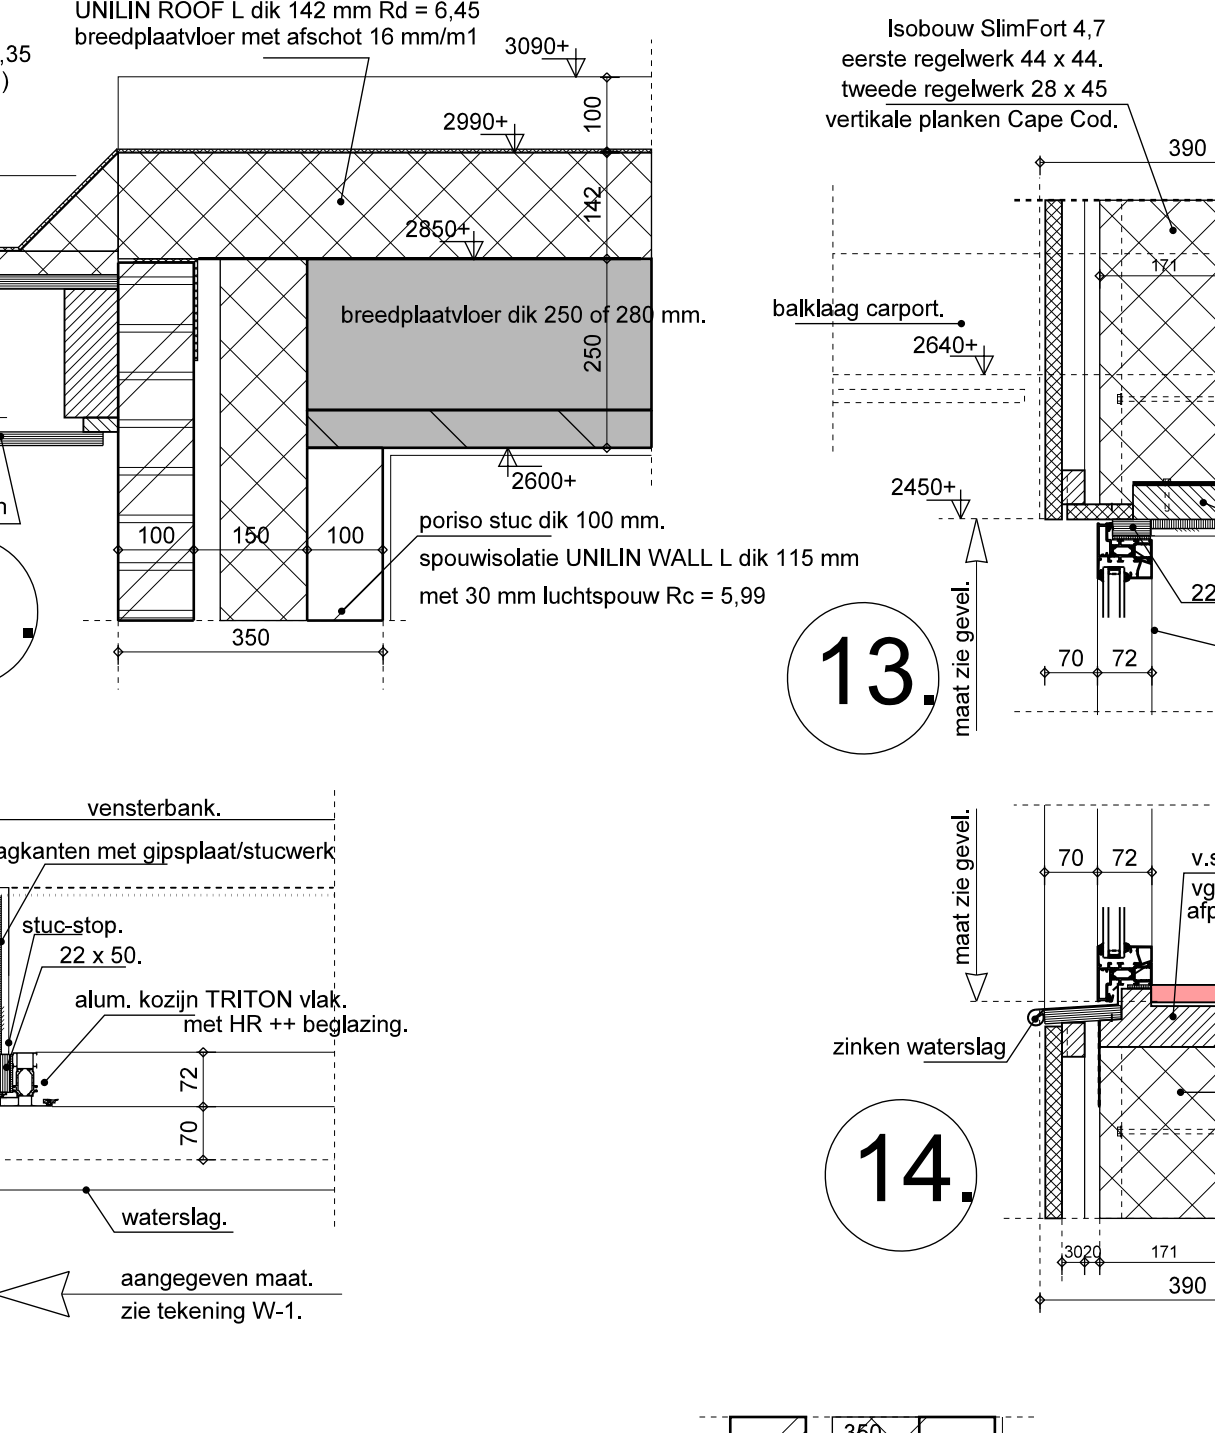 UNILIN ROOF L dik 142 mm Rd = 6,45
breedplaatvloer met afschot 16 mm/m1
,35
)
3090+
100
2990+
142
2850+
breedplaatvloer dik 250 of 280 mm.
250
2600+
100
150
100
350
poriso stuc dik 100 mm.
spouwisolatie UNILIN WALL L dik 115 mm
met 30 mm luchtspouw Rc = 5,99
Isobouw SlimFort 4,7
eerste regelwerk 44 x 44.
tweede regelwerk 28 x 45
vertikale planken Cape Cod.
390
171
balklaag carport.
2640+
2450+
maat zie gevel.
22
70
72
13.
vensterbank.
agkanten met gipsplaat/stucwerk
stuc-stop.
22 x 50.
alum. kozijn TRITON vlak.
met HR ++ beglazing.
72
70
waterslag.
aangegeven maat.
zie tekening W-1.
maat zie gevel.
70
72
v.s
vg
afp
zinken waterslag
14.
30
20
171
390
350